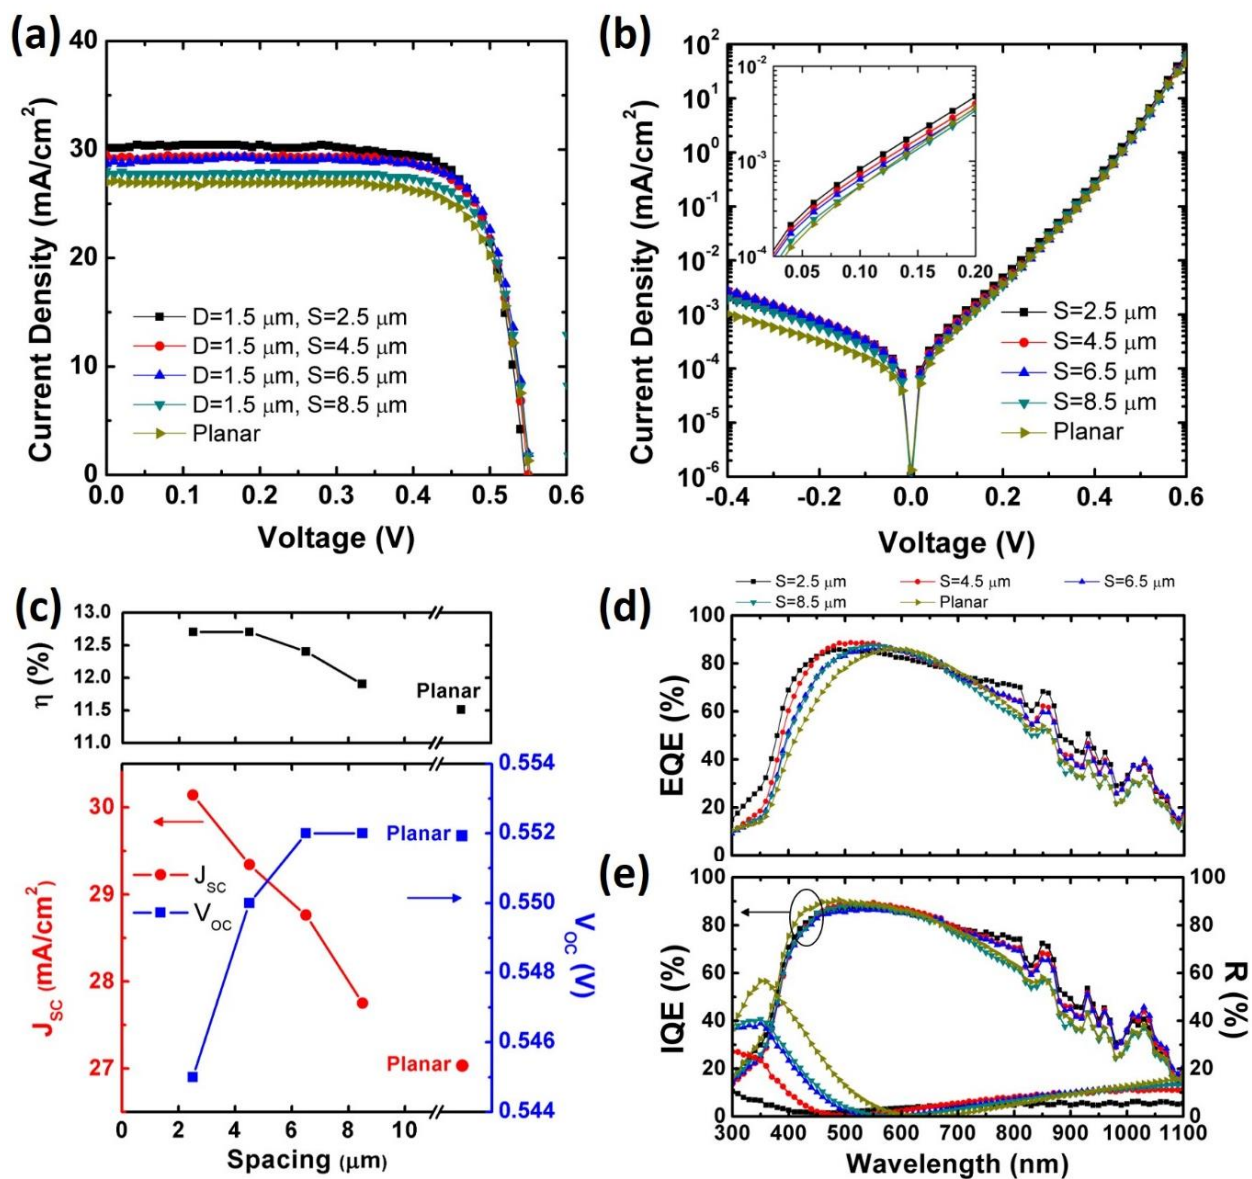 (a)
40
30
20
10
0
0.0 0.1 0.2 0.3 0.4 0.5 0.6
Current Density (mA/cm²)
Voltage (V)
D=1.5 μm, S=2.5 μm
D=1.5 μm, S=4.5 μm
D=1.5 μm, S=6.5 μm
D=1.5 μm, S=8.5 μm
Planar
(b)
10²
10¹
10⁰
10⁻¹
10⁻²
10⁻³
10⁻⁴
10⁻⁵
10⁻⁶
-0.4 -0.2 0.0 0.2 0.4 0.6
Current Density (mA/cm²)
Voltage (V)
10⁻²
10⁻³
10⁻⁴
0.05 0.10 0.15 0.20
S=2.5 μm
S=4.5 μm
S=6.5 μm
S=8.5 μm
Planar
(c)
13.0
12.5
12.0
11.5
11.0
η (%)
0 2 4 6 8 10
Planar
30
29
28
27
J_SC (mA/cm²)
J_SC
V_OC
Planar
Planar
0.554
0.552
0.550
0.548
0.546
0.544
V_OC (V)
0 2 4 6 8 10
Spacing (μm)
(d)
S=2.5 μm S=4.5 μm S=6.5 μm
S=8.5 μm Planar
100
80
60
40
20
0
EQE (%)
(e)
100
80
60
40
20
0
IQE (%)
100
80
60
40
20
0
R (%)
300 400 500 600 700 800 900 1000 1100
Wavelength (nm)